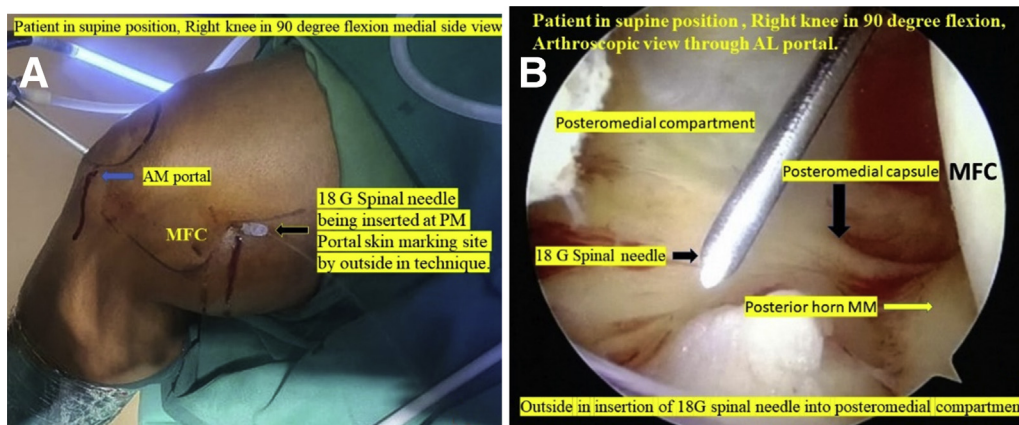 Patient in supine position, Right knee in 90 degree flexion medial side view
A
AM portal
MFC
18 G Spinal needle
being inserted at PM
Portal skin marking site
by outside in technique.
B
Patient in supine position , Right knee in 90 degree flexion,
Arthroscopic view through AL portal.
Posteromedial compartment
Posteromedial capsule
MFC
18 G Spinal needle
Posterior horn MM
Outside in insertion of 18G spinal needle into posteromedial compartmen